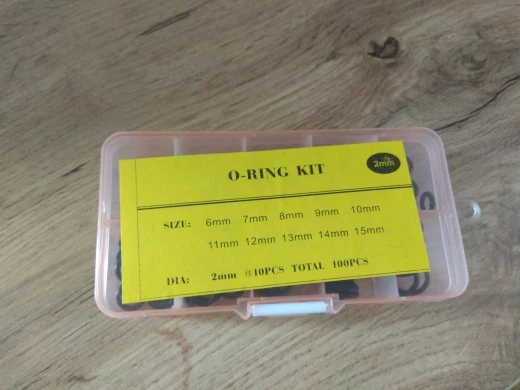 2mm
O-RING KIT
SIZE: 6mm 7mm 8mm 9mm 10mm
11mm 12mm 13mm 14mm 15mm
DIA: 2mm @10PCS TOTAL 100PCS